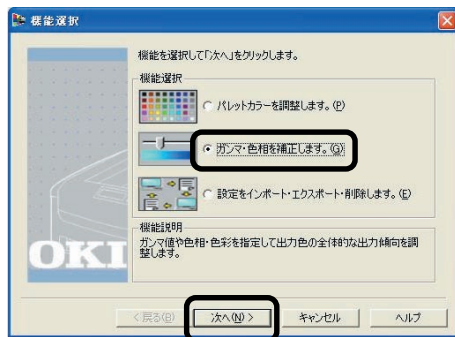 機能選択
機能を選択して「次へ」をクリックします。
機能選択
パレットカラーを調整します。(P)
ガンマ・色相を補正します。(G)
設定をインポート・エクスポート・削除します。(E)
機能説明
ガンマ値や色相・色彩を指定して出力色の全体的な出力傾向を調
整します。
OKI
< 戻る(B)
次へ(N) >
キャンセル
ヘルプ